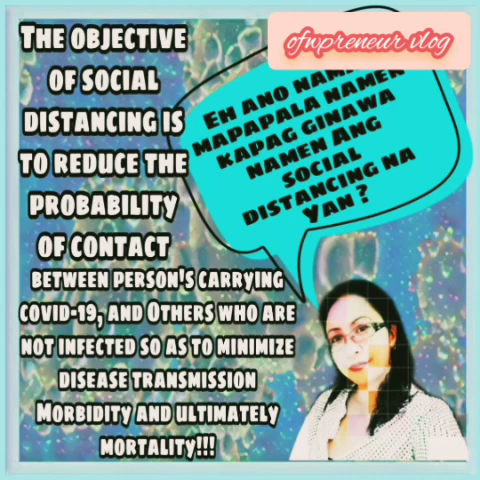 ofwpreneur vlog
The objective
of social
distancing is
to reduce the
probability
of contact
between person's carrying
covid-19, and Others who are
not infected so as to minimize
disease transmission
Morbidity and ultimately
mortality!!!
Eh ano
mapapala namen
kapag ginawa
namen Ang
social
distancing na
Yan ?